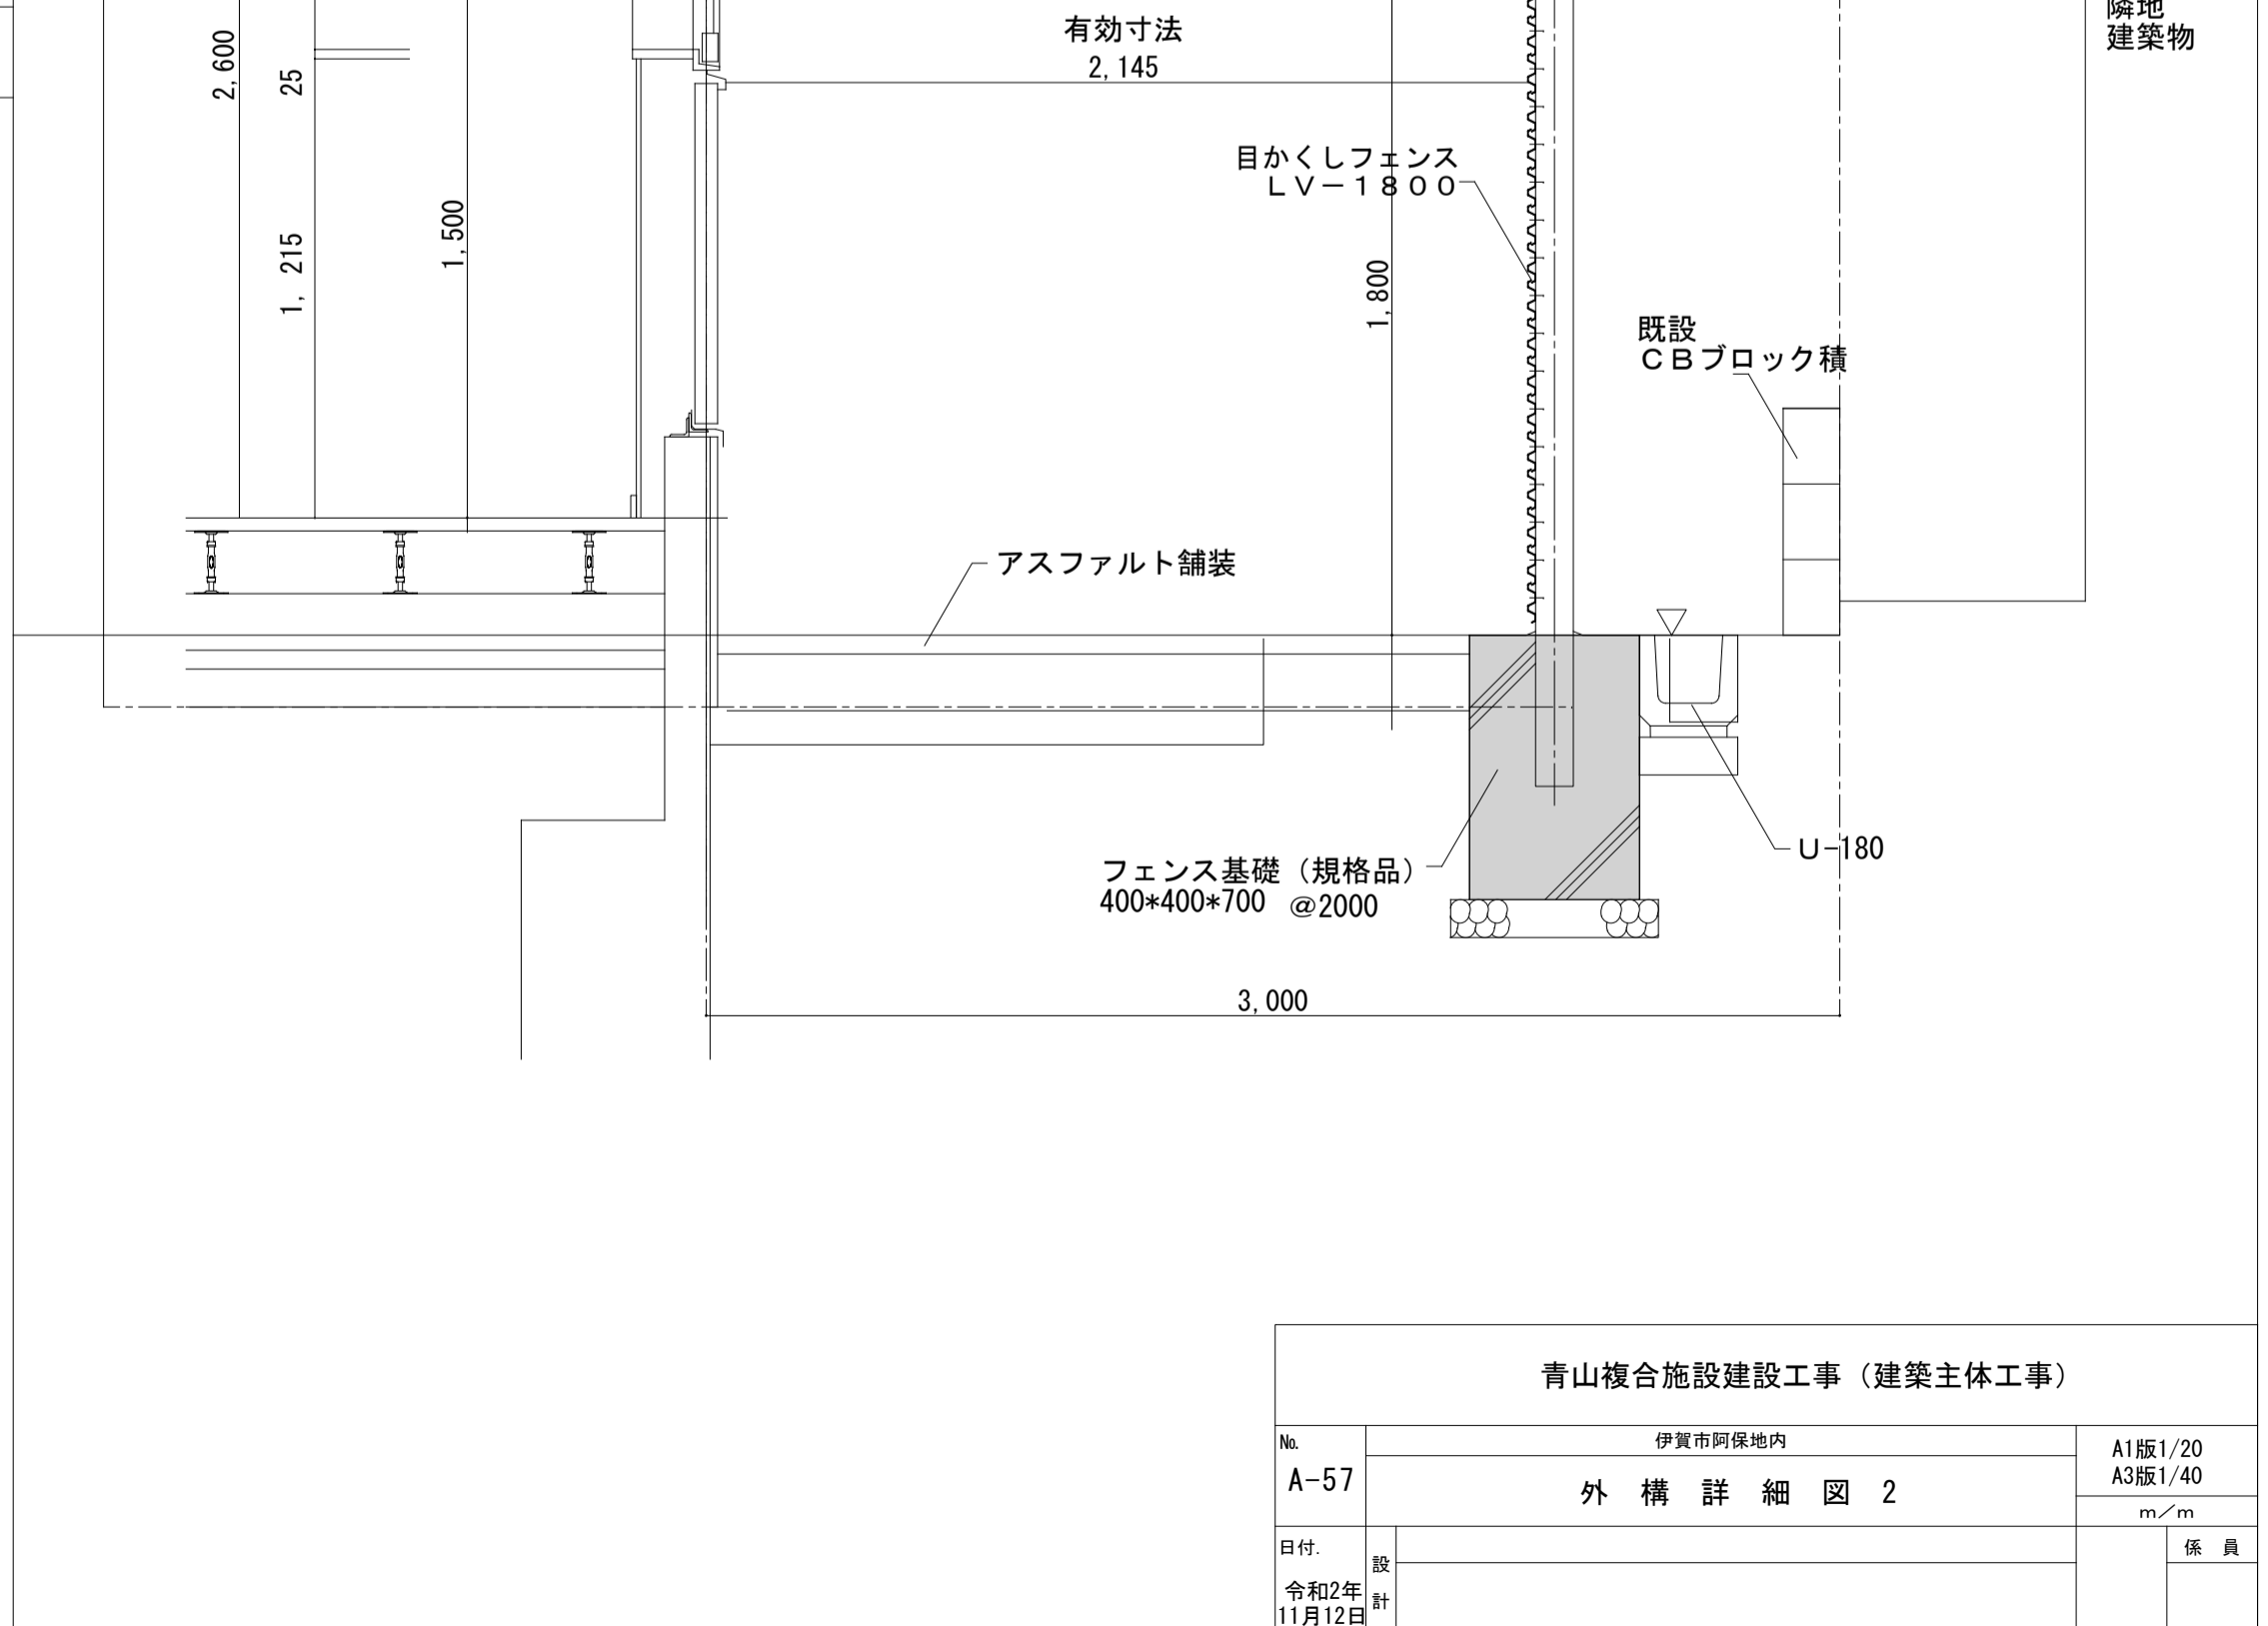 隣地
建築物
有効寸法
2,145
2,600
25
1,215
1,500
目かくしフェンス
ＬＶ－１８００
1,800
既設
ＣＢブロック積
アスファルト舗装
U-180
フェンス基礎（規格品）
400*400*700 @2000
3,000
青山複合施設建設工事（建築主体工事）
No.
A-57
伊賀市阿保地内
外 構 詳 細 図 2
A1版1/20
A3版1/40
ｍ／ｍ
日付.
令和2年
11月12日
設
計
係 員